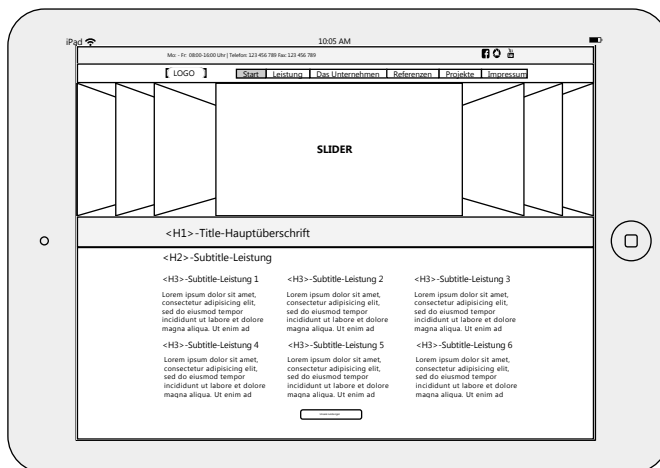 iPad 10:05 AM
Mo: - Fr: 0800-1600 Uhr | Telefon: 123 456 789 Fax: 123 456 789
[ LOGO ] Start Leistung Das Unternehmen Referenzen Projekte Impressum
SLIDER
<H1>-Title-Hauptüberschrift
<H2>-Subtitle-Leistung
<H3>-Subtitle-Leistung 1
Lorem ipsum dolor sit amet,
consectetur adipisicing elit,
sed do eiusmod tempor
incididunt ut labore et dolore
magna aliqua. Ut enim ad
<H3>-Subtitle-Leistung 2
Lorem ipsum dolor sit amet,
consectetur adipisicing elit,
sed do eiusmod tempor
incididunt ut labore et dolore
magna aliqua. Ut enim ad
<H3>-Subtitle-Leistung 3
Lorem ipsum dolor sit amet,
consectetur adipisicing elit,
sed do eiusmod tempor
incididunt ut labore et dolore
magna aliqua. Ut enim ad
<H3>-Subtitle-Leistung 4
Lorem ipsum dolor sit amet,
consectetur adipisicing elit,
sed do eiusmod tempor
incididunt ut labore et dolore
magna aliqua. Ut enim ad
<H3>-Subtitle-Leistung 5
Lorem ipsum dolor sit amet,
consectetur adipisicing elit,
sed do eiusmod tempor
incididunt ut labore et dolore
magna aliqua. Ut enim ad
<H3>-Subtitle-Leistung 6
Lorem ipsum dolor sit amet,
consectetur adipisicing elit,
sed do eiusmod tempor
incididunt ut labore et dolore
magna aliqua. Ut enim ad